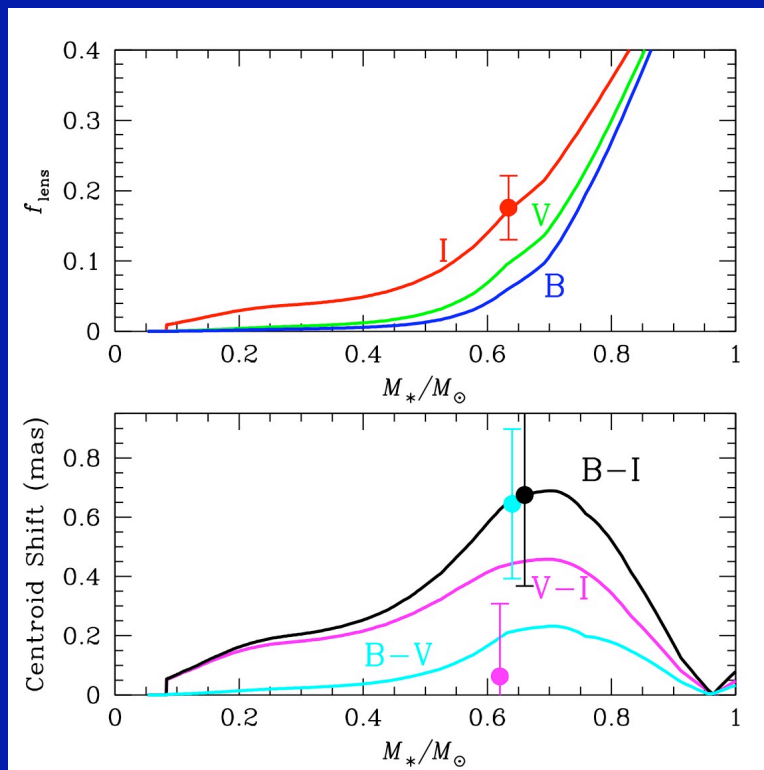 0.4
0.3
0.2
0.1
0
f_lens
I
V
B
0 0.2 0.4 0.6 0.8 1
M_*/M_⊙
0.8
0.6
0.4
0.2
0
Centroid Shift (mas)
B−I
V−I
B−V
0 0.2 0.4 0.6 0.8 1
M_*/M_⊙